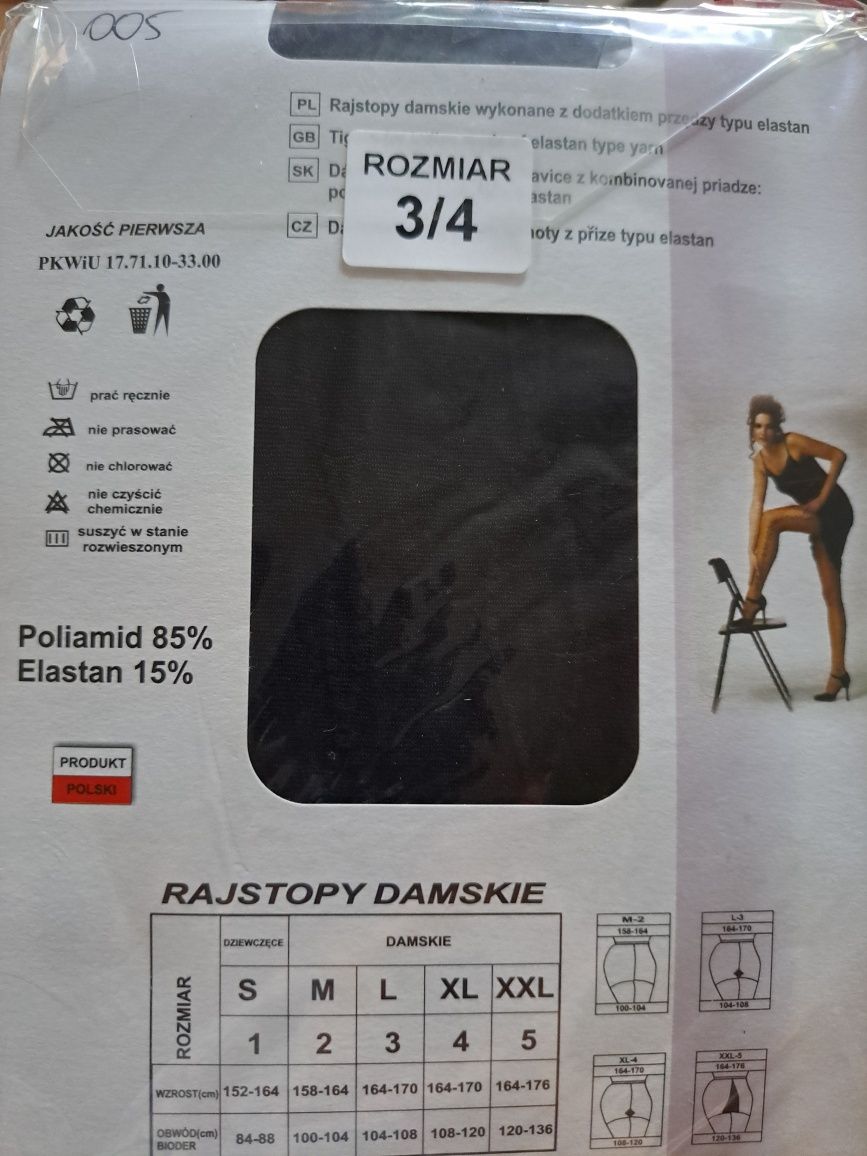 005
PL Rajstopy damskie wykonane z dodatkiem przędzy typu elastan
GB elastan type yarn
SK kombinovanej priadze:
CZ z příze typu elastan
ROZMIAR
3/4
JAKOŚĆ PIERWSZA
PKWiU 17.71.10-33.00
prać ręcznie
nie prasować
nie chlorować
nie czyścić
chemicznie
suszyć w stanie
rozwieszonym
Poliamid 85%
Elastan 15%
PRODUKT
POLSKI
RAJSTOPY DAMSKIE
ROZMIAR
DZIEWCZĘCE DAMSKIE
S M L XL XXL
1 2 3 4 5
WZROST(cm) 152-164 158-164 164-170 164-170 164-176
OBWÓD(cm)
BIODER 84-88 100-104 104-108 108-120 120-136
M-2
158-164
100-104
L-3
164-170
104-108
XL-4
164-170
108-120
XXL-5
164-176
120-136